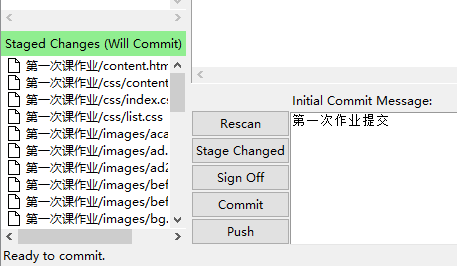 Staged Changes (Will Commit)
第一次课作业/content.htm
第一次课作业/css/content
第一次课作业/css/index.cs
第一次课作业/css/list.css
第一次课作业/images/aca
第一次课作业/images/ad.
第一次课作业/images/ad2
第一次课作业/images/bef
第一次课作业/images/bef
第一次课作业/images/bg.
Ready to commit.
Rescan
Stage Changed
Sign Off
Commit
Push
Initial Commit Message:
第一次作业提交